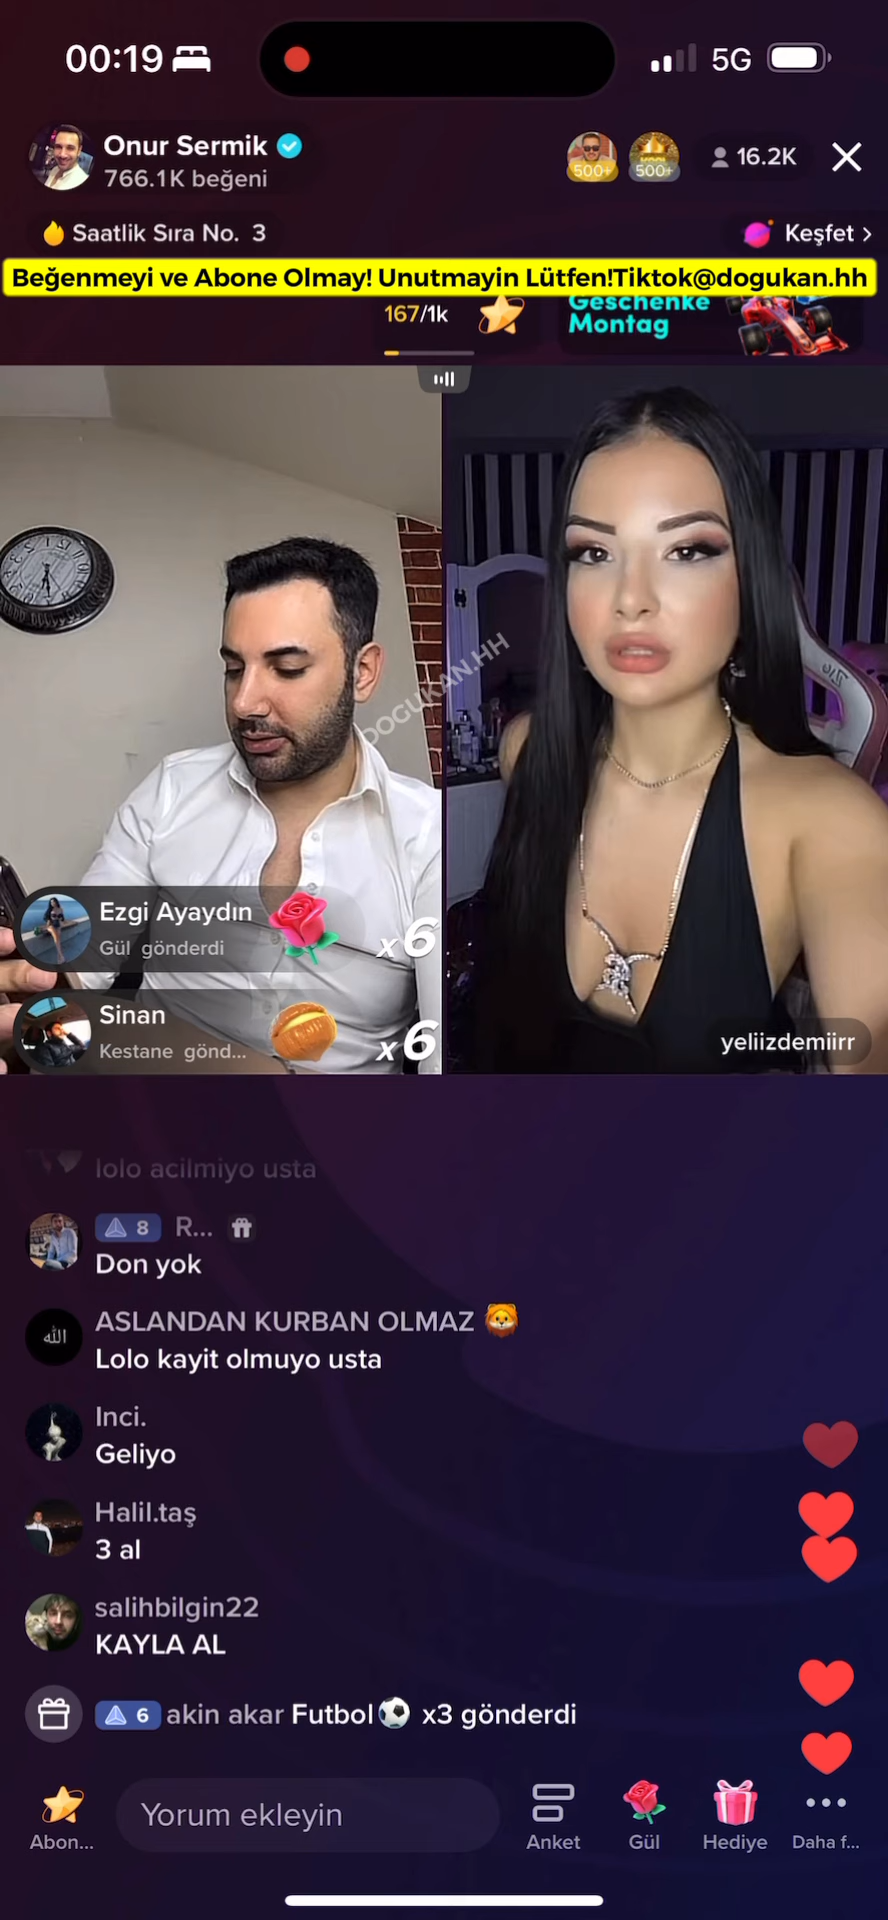 00:19
5G
Onur Sermik
766.1K beğeni
500+
500+
16.2K
Saatlik Sıra No. 3
Keşfet
Beğenmeyi ve Abone Olmay! Unutmayin Lütfen!Tiktok@dogukan.hh
167/1k
Geschenke
Montag
DOGUKAN.HH
Ezgi Ayaydın
Gül gönderdi
x6
Sinan
Kestane gönd...
x6
yeliizdemiirr
lolo acilmiyo usta
8 R...
Don yok
ASLANDAN KURBAN OLMAZ 🦁
Lolo kayit olmuyo usta
الله
Inci.
Geliyo
Halil.taş
3 al
salihbilgin22
KAYLA AL
6 akin akar Futbol⚽ x3 gönderdi
Yorum ekleyin
Abon...
Anket
Gül
Hediye
Daha f...